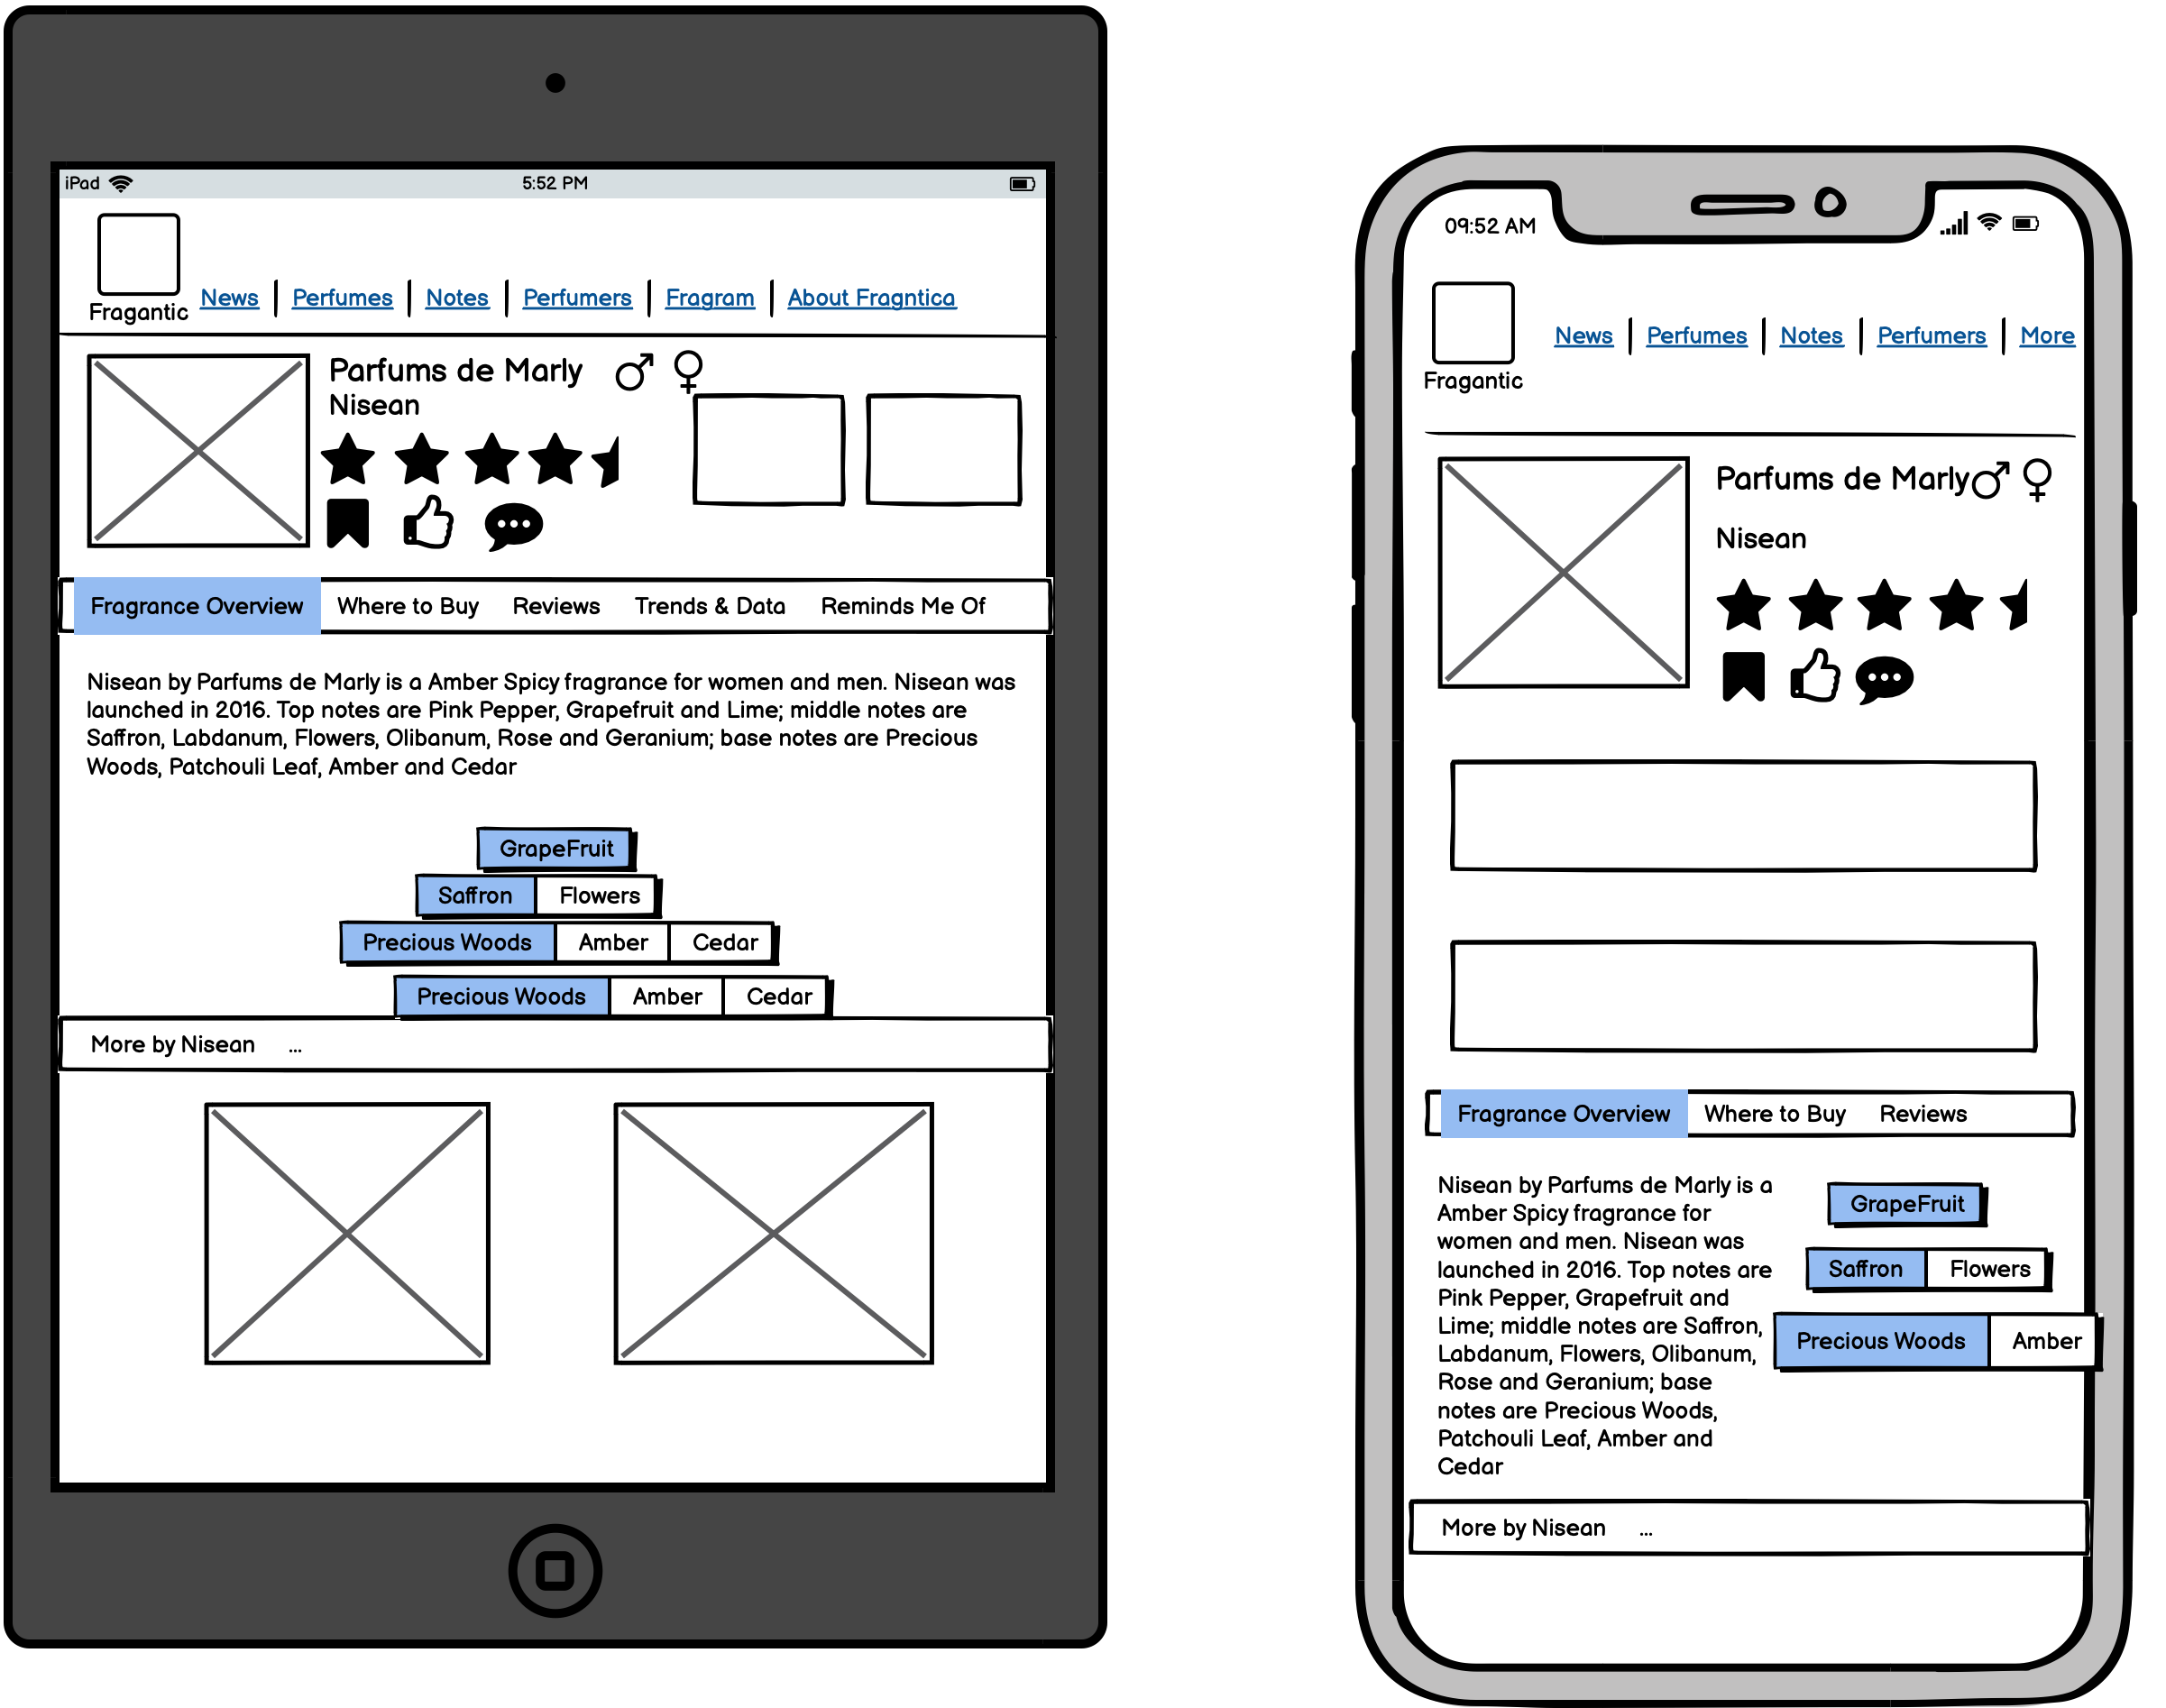 iPad 5:52 PM
Fragantic News Perfumes Notes Perfumers Fragram About Fragntica
Parfums de Marly
Nisean
Fragrance Overview Where to Buy Reviews Trends & Data Reminds Me Of
Nisean by Parfums de Marly is a Amber Spicy fragrance for women and men. Nisean was
launched in 2016. Top notes are Pink Pepper, Grapefruit and Lime; middle notes are
Saffron, Labdanum, Flowers, Olibanum, Rose and Geranium; base notes are Precious
Woods, Patchouli Leaf, Amber and Cedar
GrapeFruit
Saffron Flowers
Precious Woods Amber Cedar
Precious Woods Amber Cedar
More by Nisean ...
09:52 AM
News Perfumes Notes Perfumers More
Fragantic
Parfums de Marly
Nisean
Fragrance Overview Where to Buy Reviews
Nisean by Parfums de Marly is a
Amber Spicy fragrance for
women and men. Nisean was
launched in 2016. Top notes are
Pink Pepper, Grapefruit and
Lime; middle notes are Saffron,
Labdanum, Flowers, Olibanum,
Rose and Geranium; base
notes are Precious Woods,
Patchouli Leaf, Amber and
Cedar
GrapeFruit
Saffron Flowers
Precious Woods Amber
More by Nisean ...